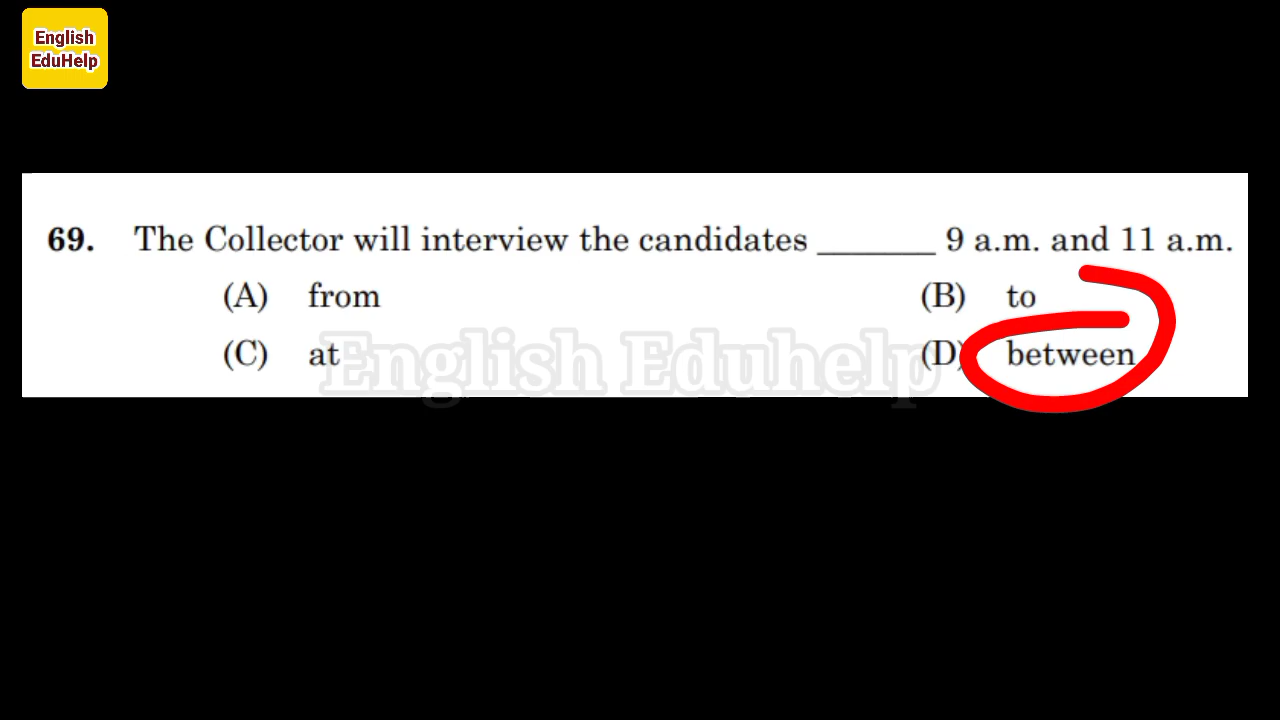 English
EduHelp
69. The Collector will interview the candidates _______ 9 a.m. and 11 a.m.
(A) from (B) to
(C) at (D) between
English Eduhelp